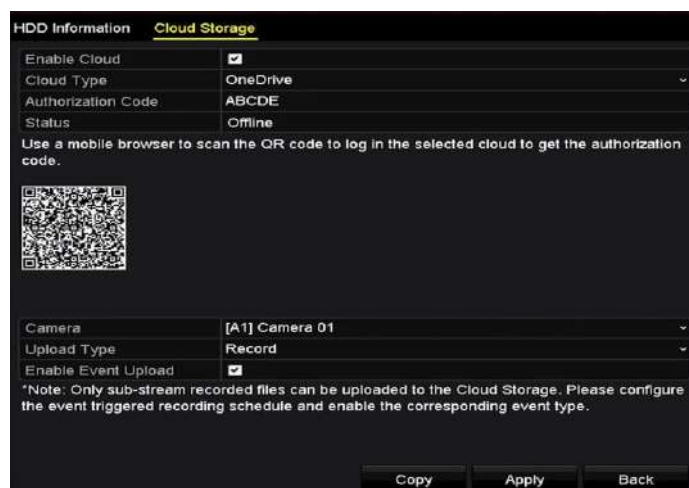 HDD Information Cloud Storage
Enable Cloud
Cloud Type OneDrive
Authorization Code ABCDE
Status Offline
Use a mobile browser to scan the QR code to log in the selected cloud to get the authorization
code.
Camera [A1] Camera 01
Upload Type Record
Enable Event Upload
*Note: Only sub-stream recorded files can be uploaded to the Cloud Storage. Please configure
the event triggered recording schedule and enable the corresponding event type.
Copy Apply Back